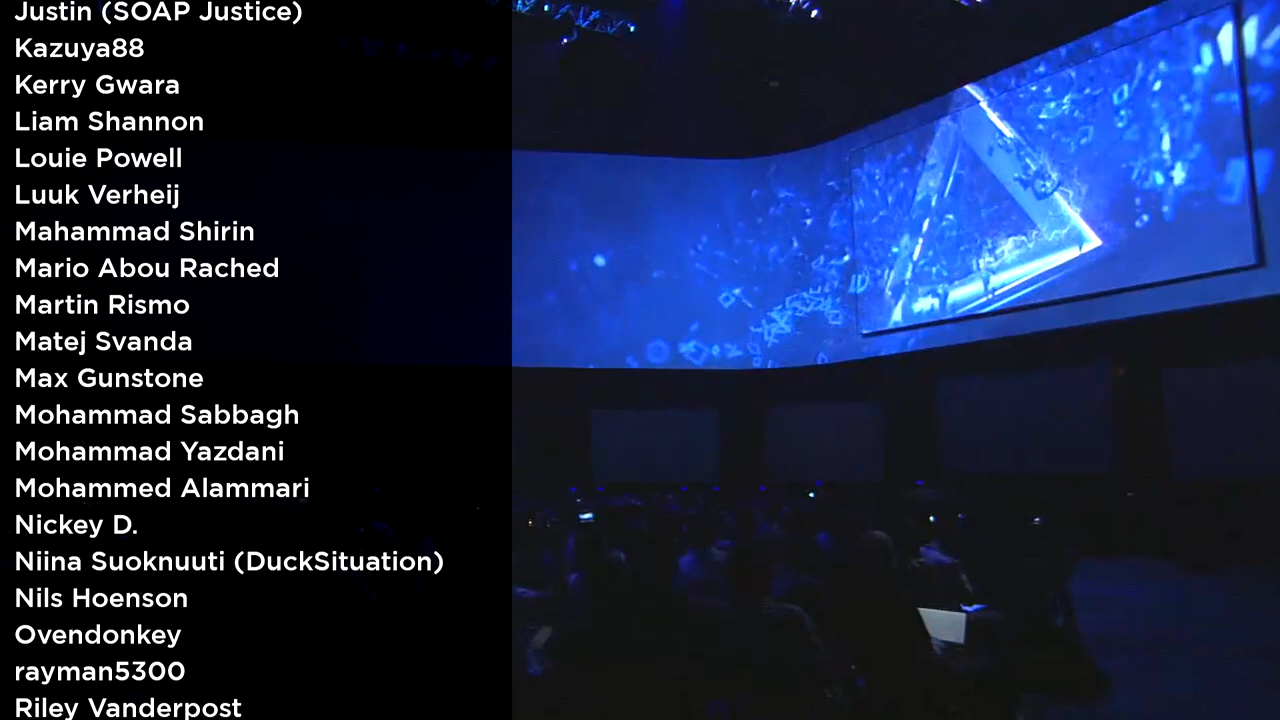 Justin (SOAP Justice)
Kazuya88
Kerry Gwara
Liam Shannon
Louie Powell
Luuk Verheij
Mahammad Shirin
Mario Abou Rached
Martin Rismo
Matej Svanda
Max Gunstone
Mohammad Sabbagh
Mohammad Yazdani
Mohammed Alammari
Nickey D.
Niina Suoknuuti (DuckSituation)
Nils Hoenson
Ovendonkey
rayman5300
Riley Vanderpost